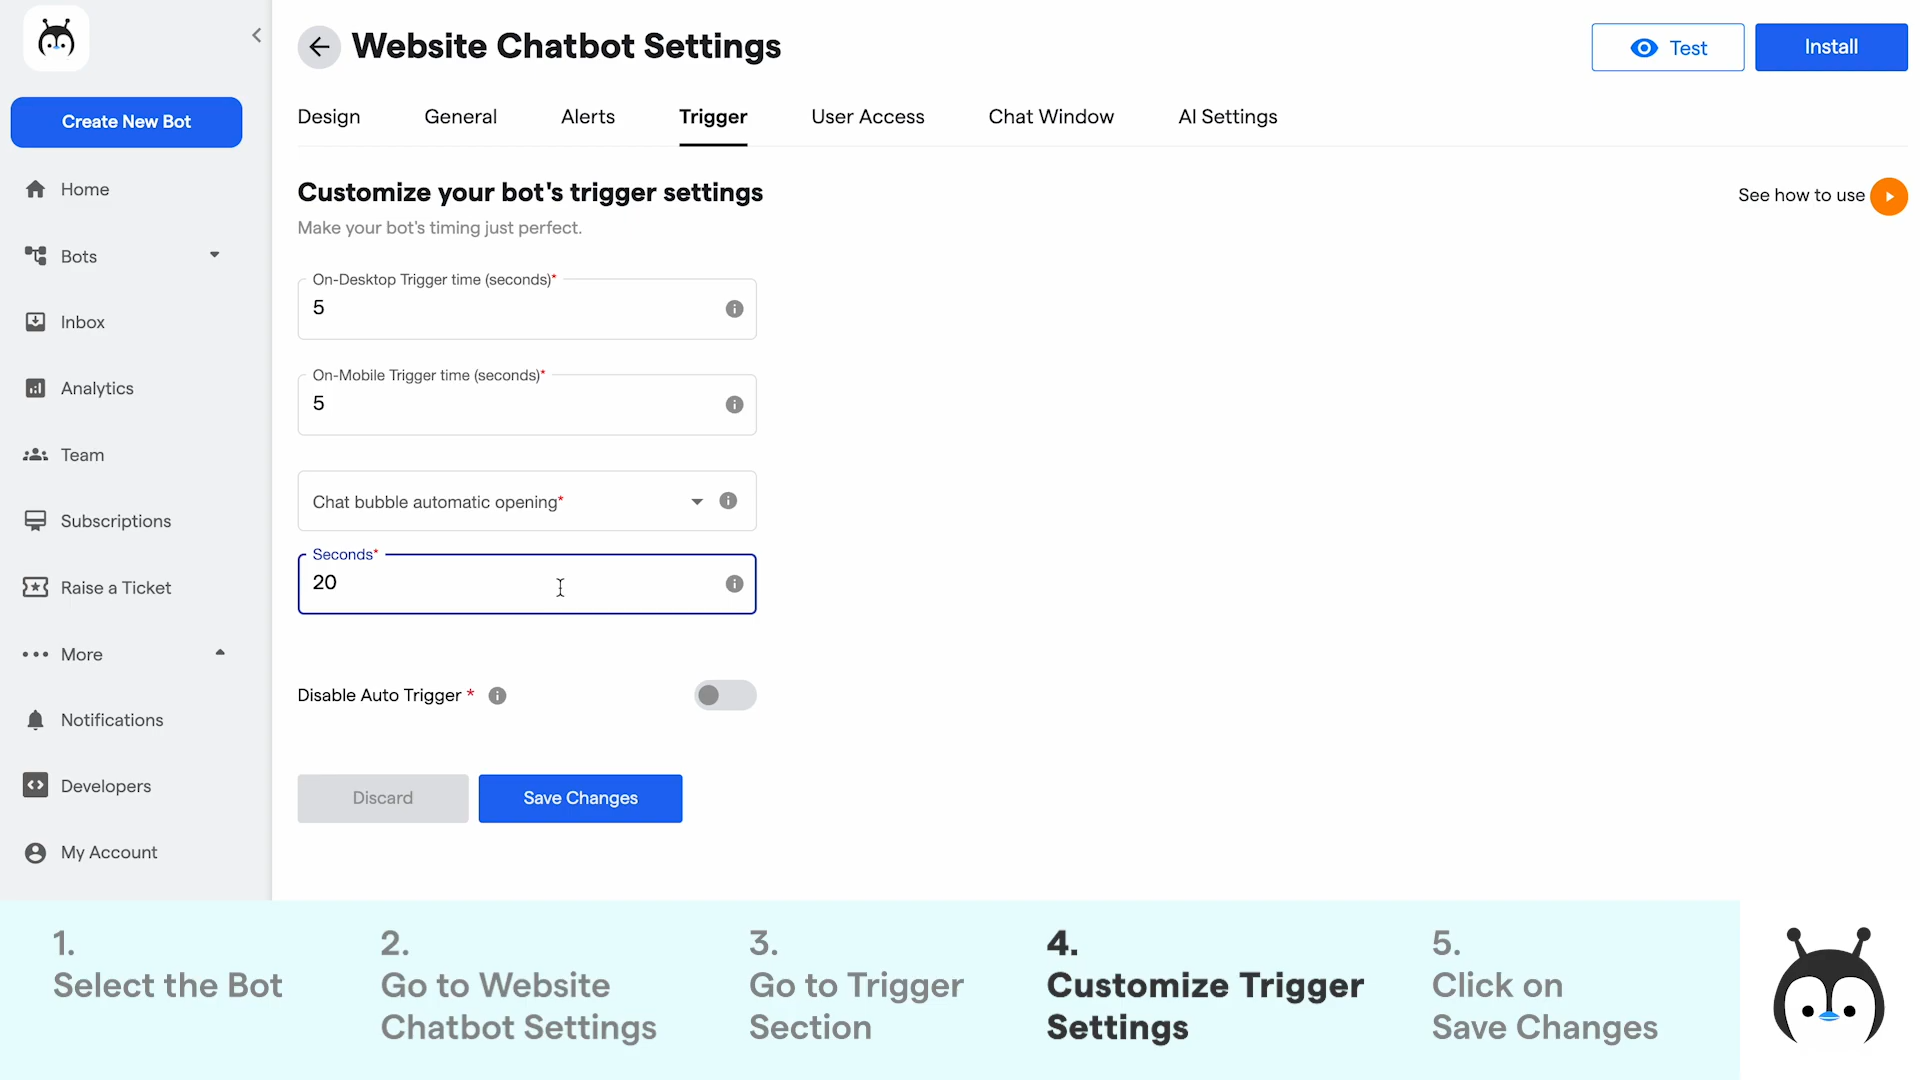 Website Chatbot Settings
Test
Install
Create New Bot
Design
General
Alerts
Trigger
User Access
Chat Window
AI Settings
Home
Bots
Inbox
Analytics
Team
Subscriptions
Raise a Ticket
More
Notifications
Developers
My Account
Customize your bot's trigger settings
Make your bot's timing just perfect.
See how to use
On-Desktop Trigger time (seconds)*
5
On-Mobile Trigger time (seconds)*
5
Chat bubble automatic opening*
Seconds*
20
Disable Auto Trigger *
Discard
Save Changes
1.
Select the Bot
2.
Go to Website
Chatbot Settings
3.
Go to Trigger
Section
4.
Customize Trigger
Settings
5.
Click on
Save Changes